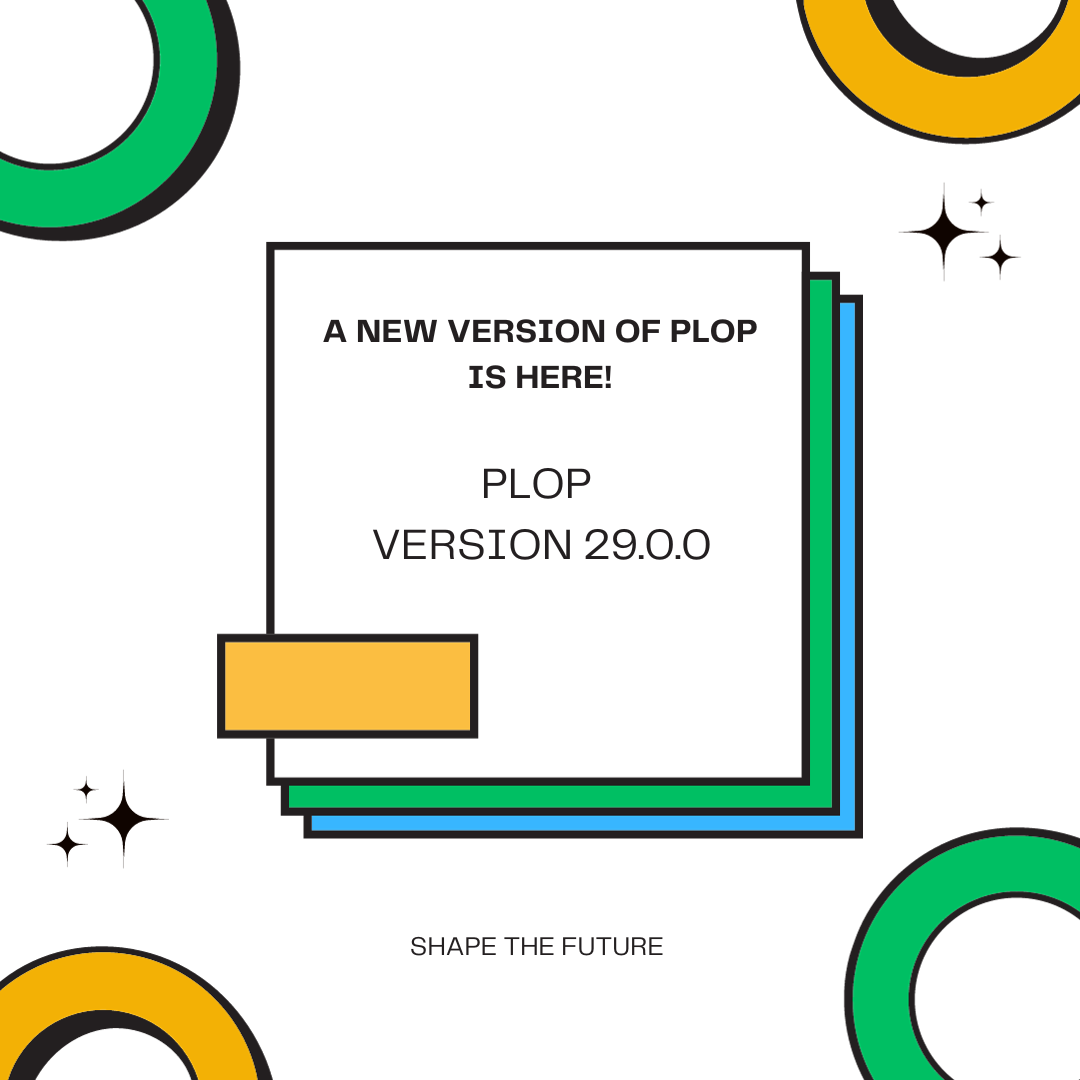 A NEW VERSION OF PLOP
IS HERE!
PLOP
VERSION 29.0.0
SHAPE THE FUTURE